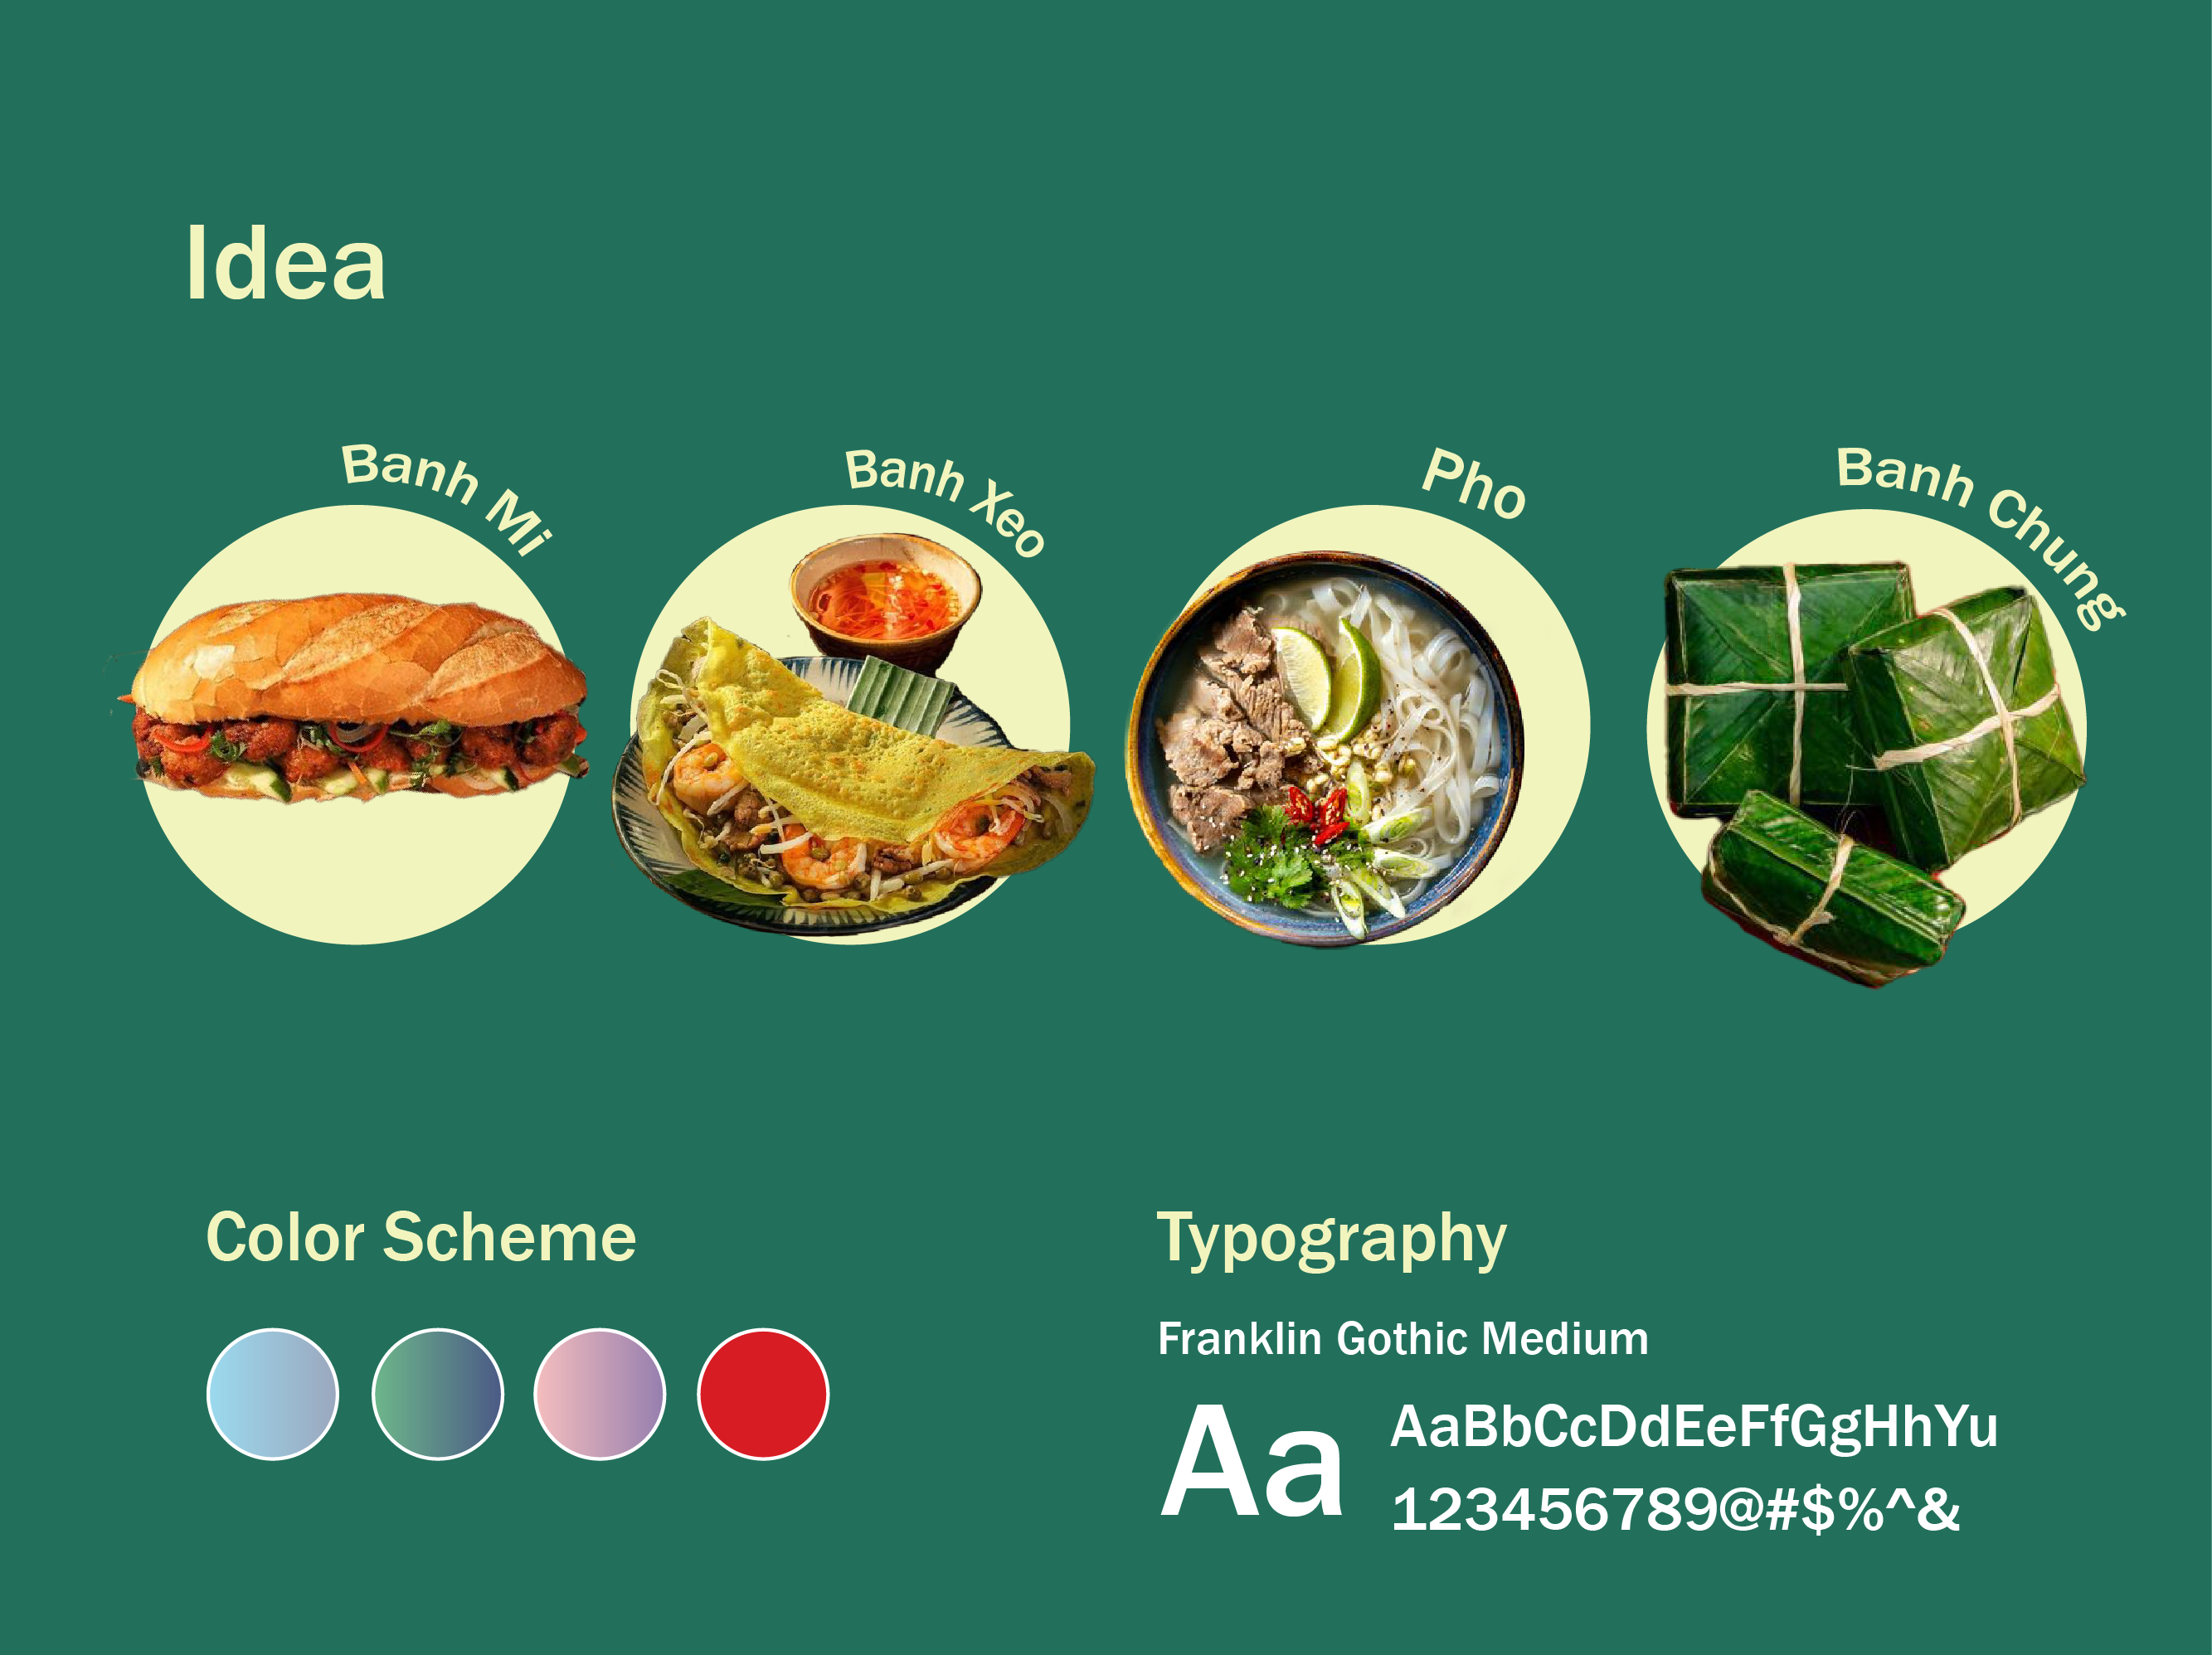 Idea
Banh Mi
Banh Xeo
Pho
Banh Chung
Color Scheme
Typography
Franklin Gothic Medium
Aa
AaBbCcDdEeFfGgHhYu
123456789@#$%^&